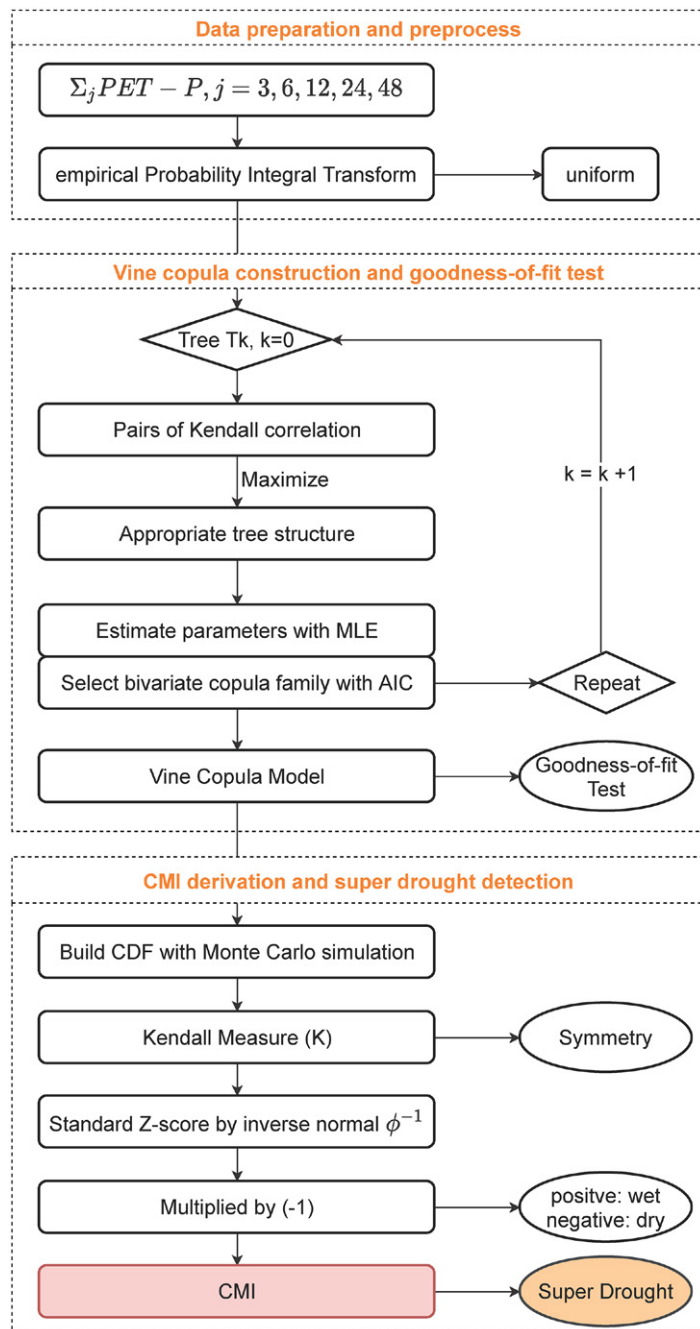 Data preparation and preprocess
Σ_j PET − P, j = 3, 6, 12, 24, 48
empirical Probability Integral Transform
uniform
Vine copula construction and goodness-of-fit test
Tree Tk, k=0
Pairs of Kendall correlation
k = k +1
Maximize
Appropriate tree structure
Estimate parameters with MLE
Select bivariate copula family with AIC
Repeat
Vine Copula Model
Goodness-of-fit
Test
CMI derivation and super drought detection
Build CDF with Monte Carlo simulation
Kendall Measure (K)
Symmetry
Standard Z-score by inverse normal ϕ⁻¹
Multiplied by (-1)
positve: wet
negative: dry
CMI
Super Drought